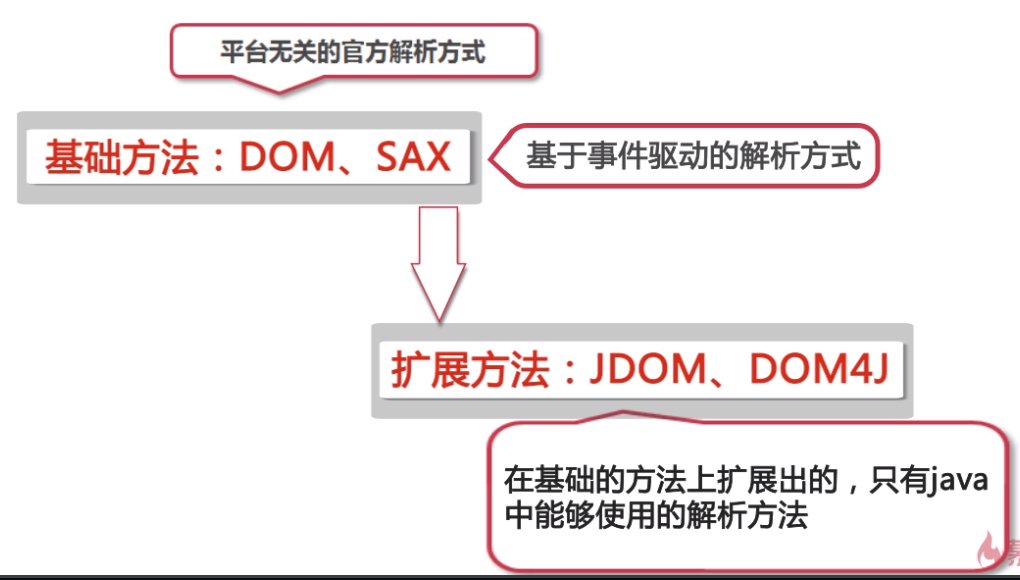 平台无关的官方解析方式
基础方法：DOM、SAX
基于事件驱动的解析方式
扩展方法：JDOM、DOM4J
在基础的方法上扩展出的，只有java
中能够使用的解析方法